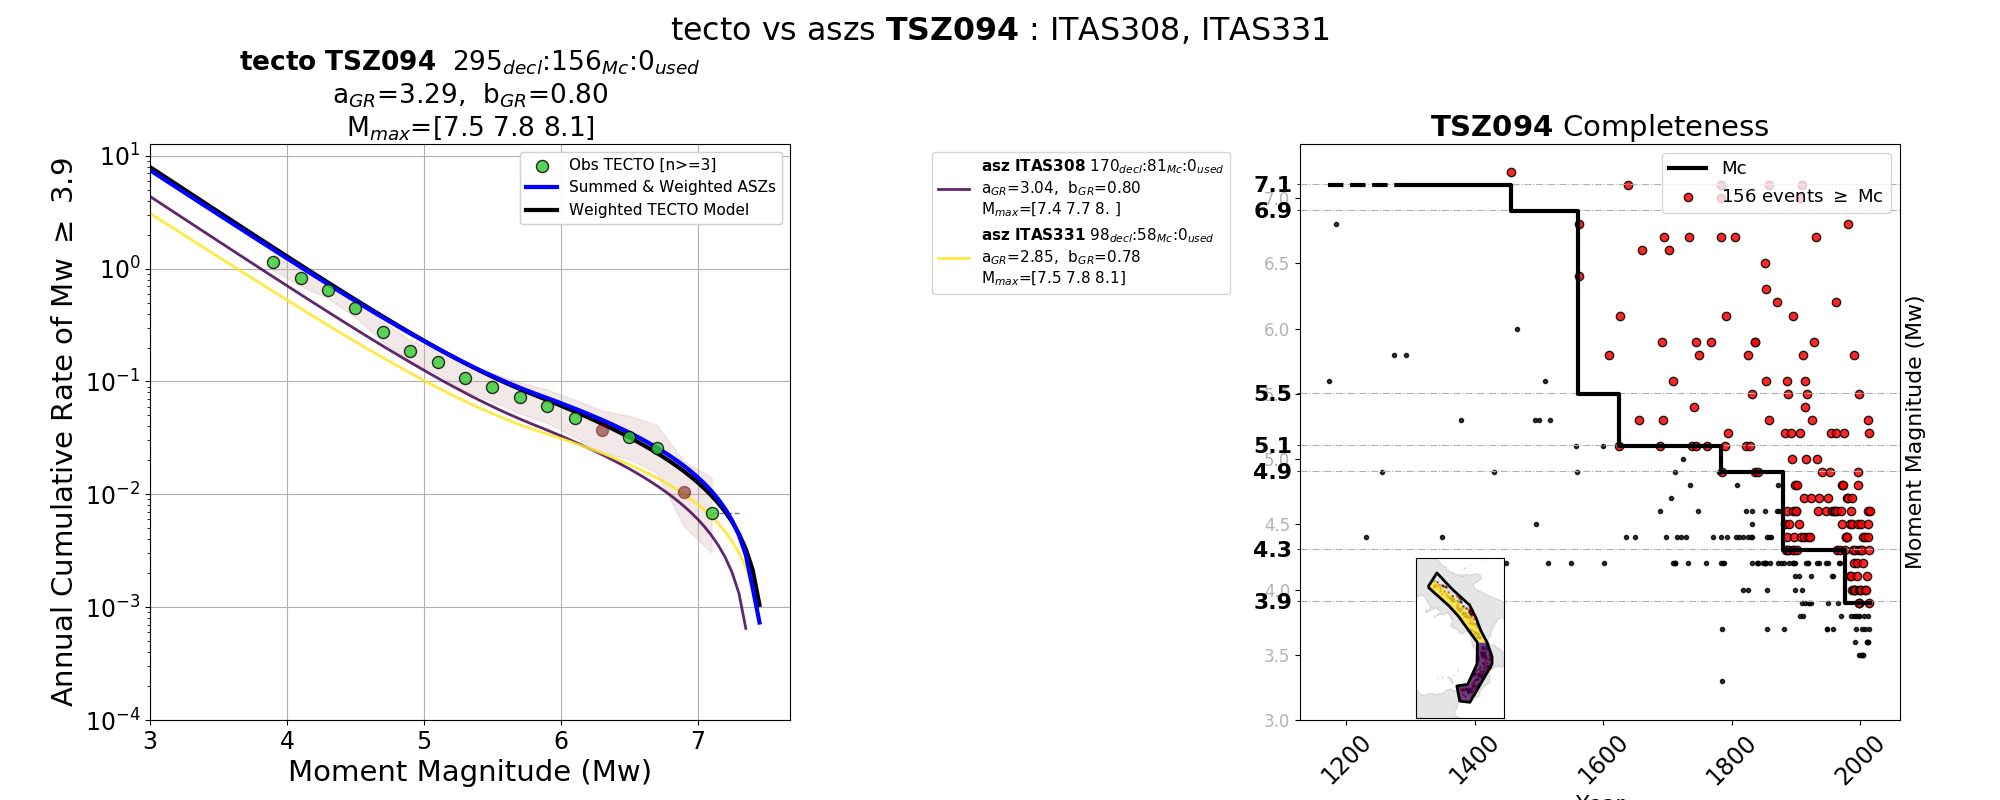 tecto vs aszs TSZ094 : ITAS308, ITAS331
tecto TSZ094 295decl:156Mc:0used
aGR=3.29, bGR=0.80
Mmax=[7.5 7.8 8.1]
Annual Cumulative Rate of Mw ≥ 3.9
10^1
10^0
10^-1
10^-2
10^-3
10^-4
Obs TECTO [n>=3]
Summed & Weighted ASZs
Weighted TECTO Model
3 4 5 6 7
Moment Magnitude (Mw)
asz ITAS308 170decl:81Mc:0used
aGR=3.04, bGR=0.80
Mmax=[7.4 7.7 8. ]
asz ITAS331 98decl:58Mc:0used
aGR=2.85, bGR=0.78
Mmax=[7.5 7.8 8.1]
TSZ094 Completeness
Mc
156 events ≥ Mc
7.1
7.0
6.9
6.5
6.0
5.5
5.1
5.0
4.9
4.5
4.3
4.0
3.9
3.5
3.0
Moment Magnitude (Mw)
1200 1400 1600 1800 2000
Year